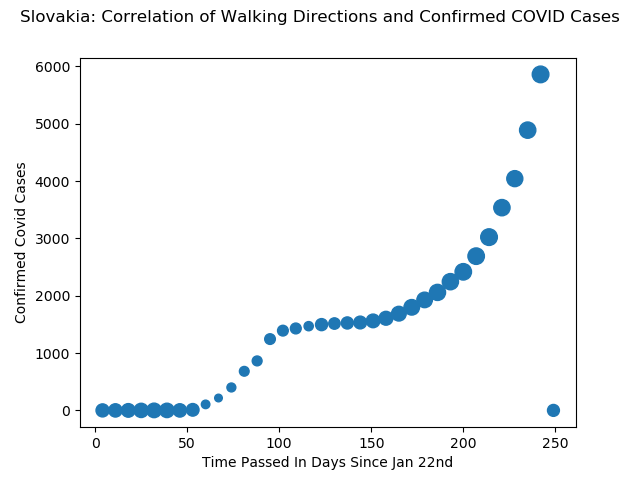 Slovakia: Correlation of Walking Directions and Confirmed COVID Cases
6000
5000
4000
3000
2000
1000
0
Confirmed Covid Cases
0 50 100 150 200 250
Time Passed In Days Since Jan 22nd